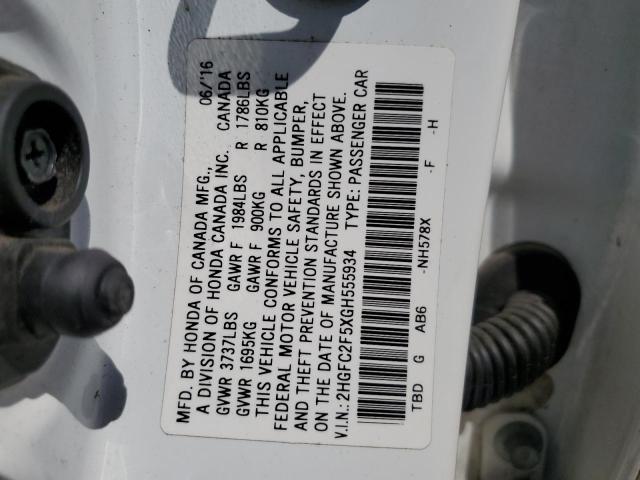 MFD. BY HONDA OF CANADA MFG., 06/'16
A DIVISION OF HONDA CANADA INC. CANADA
GVWR 3737LBS GAWR F 1984LBS R 1786LBS
GVWR 1695KG GAWR F 900KG R 810KG
THIS VEHICLE CONFORMS TO ALL APPLICABLE
FEDERAL MOTOR VEHICLE SAFETY, BUMPER,
AND THEFT PREVENTION STANDARDS IN EFFECT
ON THE DATE OF MANUFACTURE SHOWN ABOVE.
V.I.N.: 2HGFC2F5XGH555934 TYPE: PASSENGER CAR
TBD G AB6 -NH578X -F -H